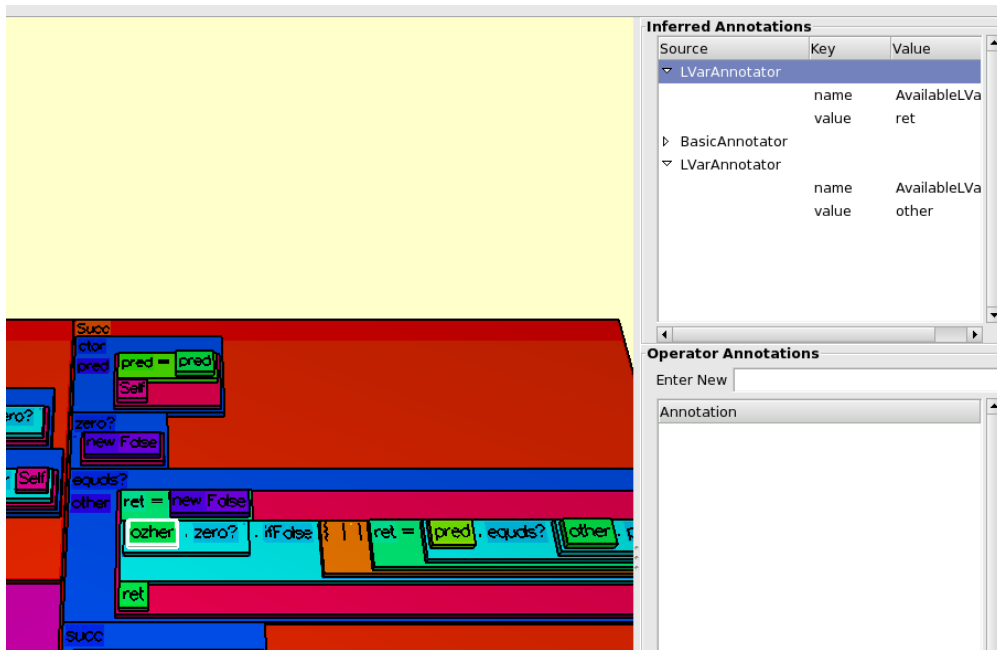 Inferred Annotations
Source Key Value
LVarAnnotator
name AvailableLVa
value ret
BasicAnnotator
LVarAnnotator
name AvailableLVa
value other
Operator Annotations
Enter New
Annotation
Succ
ctor
pred pred = pred
Self
zero?
new False
equals?
other ret = new False
ozher . zero? . ifFalse { | | ret = pred . equals? other . p
ret
succ
ero?
Self